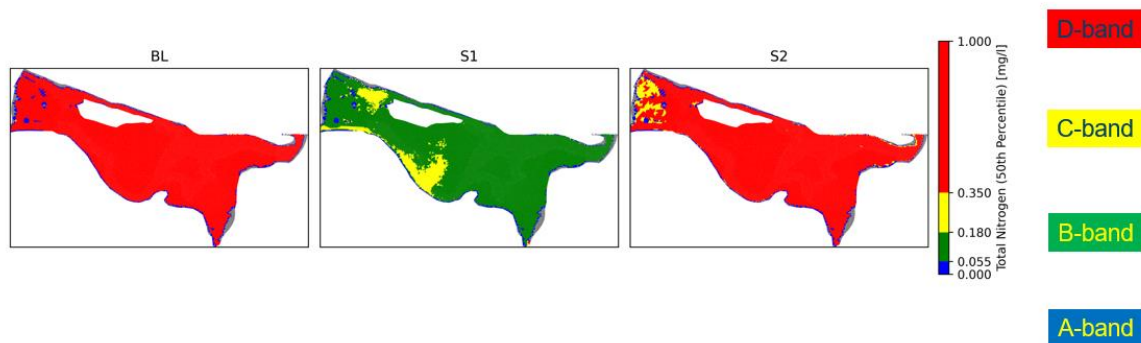 BL
S1
S2
1.000
0.350
0.180
0.055
0.000
Total Nitrogen (50th Percentile) [mg/l]
D-band
C-band
B-band
A-band